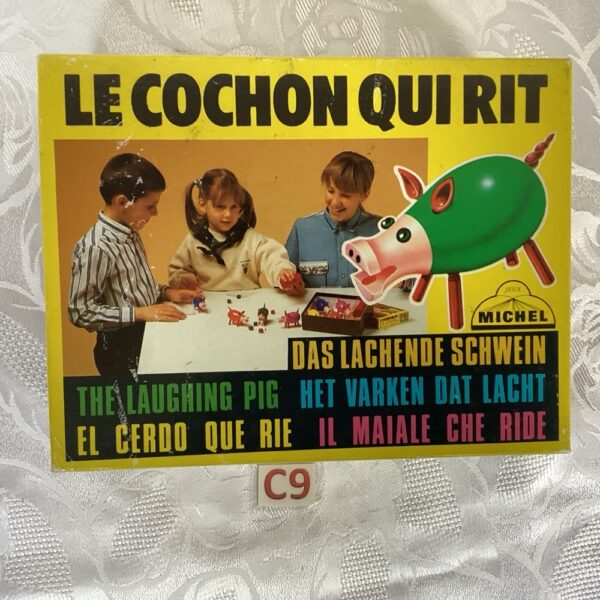 LE COCHON QUI RIT
JEUX
MICHEL
DAS LACHENDE SCHWEIN
THE LAUGHING PIG HET VARKEN DAT LACHT
EL CERDO QUE RIE IL MAIALE CHE RIDE
C9